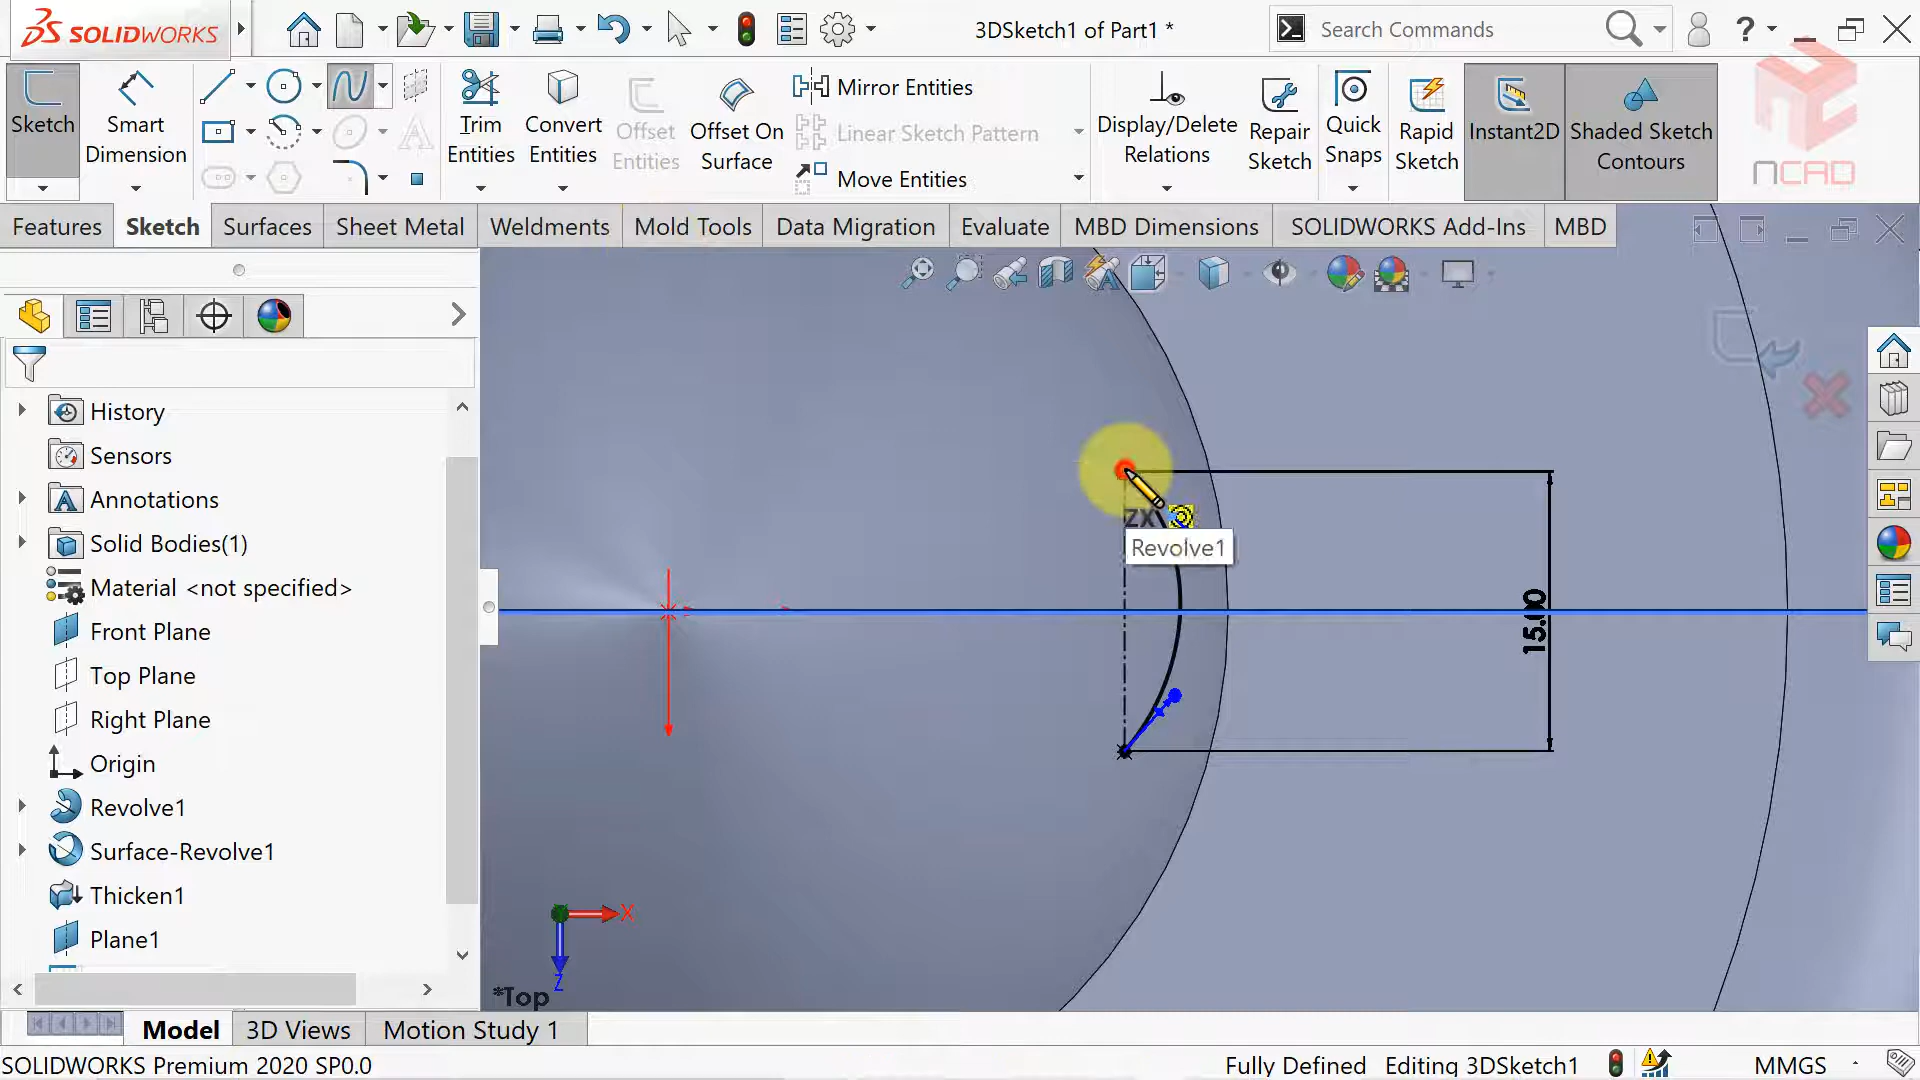 SOLIDWORKS
3DSketch1 of Part1 *
Search Commands
?
Sketch
Smart
Dimension
Trim
Entities
Convert
Entities
Offset
Entities
Offset On
Surface
Mirror Entities
Linear Sketch Pattern
Move Entities
Display/Delete
Relations
Repair
Sketch
Quick
Snaps
Rapid
Sketch
Instant2D
Shaded Sketch
Contours
NCAD
Features
Sketch
Surfaces
Sheet Metal
Weldments
Mold Tools
Data Migration
Evaluate
MBD Dimensions
SOLIDWORKS Add-Ins
MBD
History
Sensors
Annotations
Solid Bodies(1)
Material <not specified>
Front Plane
Top Plane
Right Plane
Origin
Revolve1
Surface-Revolve1
Thicken1
Plane1
ZX
Revolve1
15.00
X
Z
*Top
Model
3D Views
Motion Study 1
SOLIDWORKS Premium 2020 SP0.0
Fully Defined
Editing 3DSketch1
MMGS